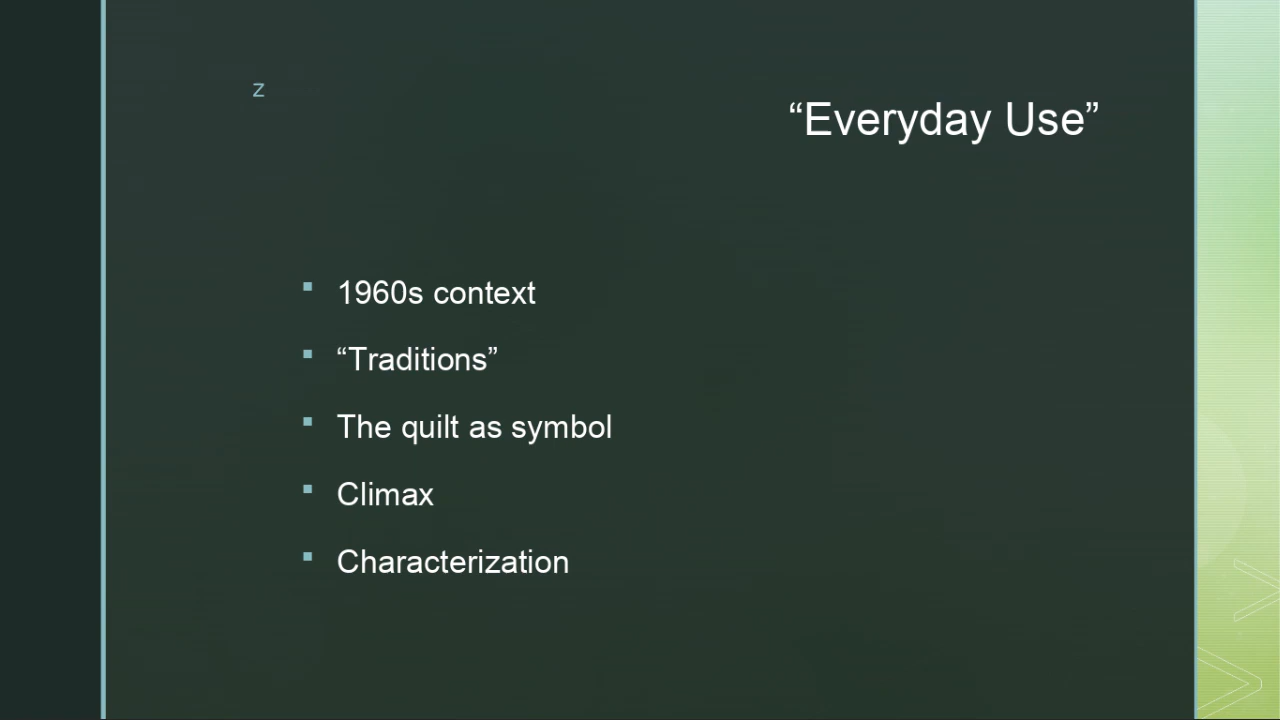 z
“Everyday Use”
▪ 1960s context
▪ “Traditions”
▪ The quilt as symbol
▪ Climax
▪ Characterization